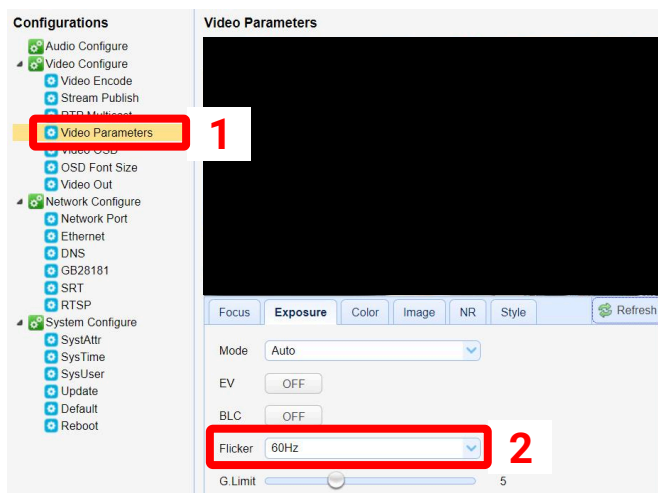 Configurations
Audio Configure
Video Configure
Video Encode
Stream Publish
RTP Multicast
Video Parameters
1
Video OSD
OSD Font Size
Video Out
Network Configure
Network Port
Ethernet
DNS
GB28181
SRT
RTSP
System Configure
SystAttr
SysTime
SysUser
Update
Default
Reboot
Video Parameters
Focus Exposure Color Image NR Style Refresh
Mode Auto
EV OFF
BLC OFF
Flicker 60Hz 2
G.Limit 5